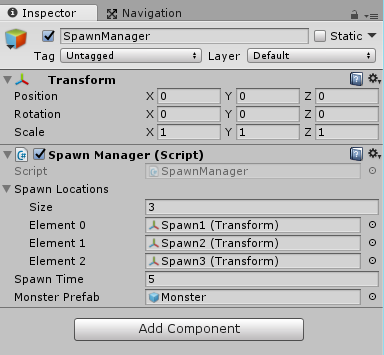 Inspector Navigation
SpawnManager Static
Tag Untagged Layer Default
Transform
Position X 0 Y 0 Z 0
Rotation X 0 Y 0 Z 0
Scale X 1 Y 1 Z 1
Spawn Manager (Script)
Script SpawnManager
Spawn Locations
Size 3
Element 0 Spawn1 (Transform)
Element 1 Spawn2 (Transform)
Element 2 Spawn3 (Transform)
Spawn Time 5
Monster Prefab Monster
Add Component